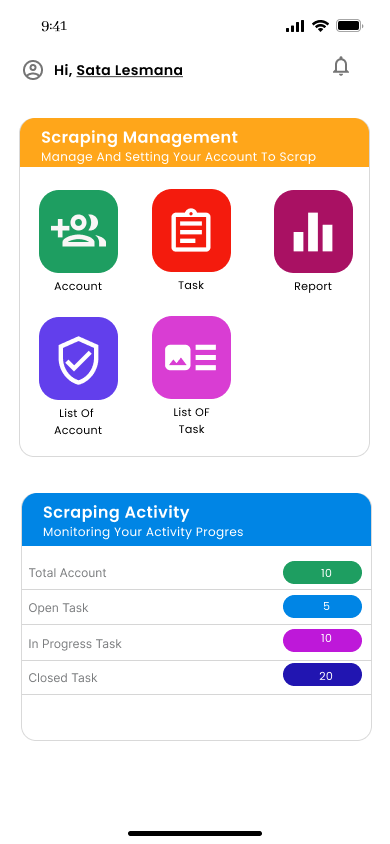 9:41
Hi, Sata Lesmana
Scraping Management
Manage And Setting Your Account To Scrap
Account
Task
Report
List Of
Account
List OF
Task
Scraping Activity
Monitoring Your Activity Progres
Total Account 10
Open Task 5
In Progress Task 10
Closed Task 20